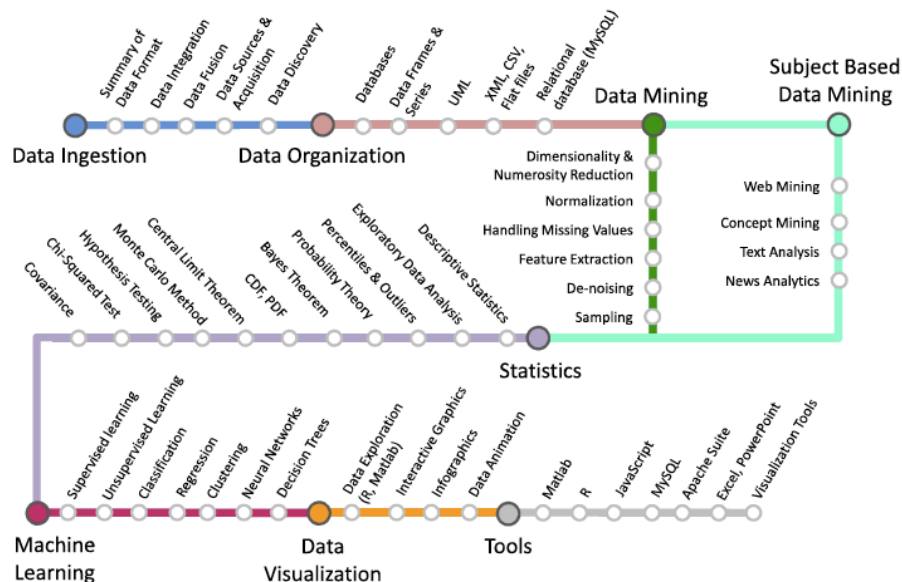 Summary of
Data Format
Data Integration
Data Fusion
Data Sources &
Acquisition
Data Discovery
Databases
Data Frames &
Series
UML
XML, CSV,
Flat files
Relational
database (MySQL)
Data Ingestion
Data Organization
Data Mining
Subject Based
Data Mining
Dimensionality &
Numerosity Reduction
Normalization
Handling Missing Values
Feature Extraction
De-noising
Sampling
Web Mining
Concept Mining
Text Analysis
News Analytics
Covariance
Chi-Squared Test
Hypothesis Testing
Monte Carlo Method
Central Limit Theorem
CDF, PDF
Bayes Theorem
Probability Theory
Percentiles & Outliers
Exploratory Data Analysis
Descriptive Statistics
Statistics
Supervised learning
Unsupervised Learning
Classification
Regression
Clustering
Neural Networks
Decision Trees
Data Exploration
(R, Matlab)
Interactive Graphics
Infographics
Data Animation
Matlab
R
JavaScript
MySQL
Apache Suite
Excel, PowerPoint
Visualization Tools
Machine
Learning
Data
Visualization
Tools